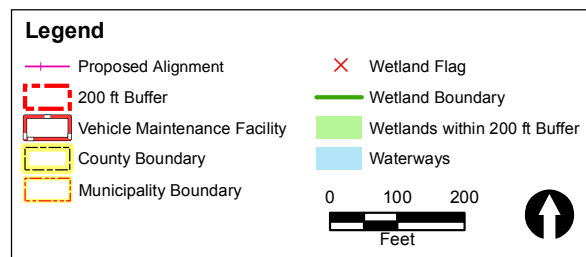 Legend
Proposed Alignment
200 ft Buffer
Vehicle Maintenance Facility
County Boundary
Municipality Boundary
Wetland Flag
Wetland Boundary
Wetlands within 200 ft Buffer
Waterways
0 100 200
Feet